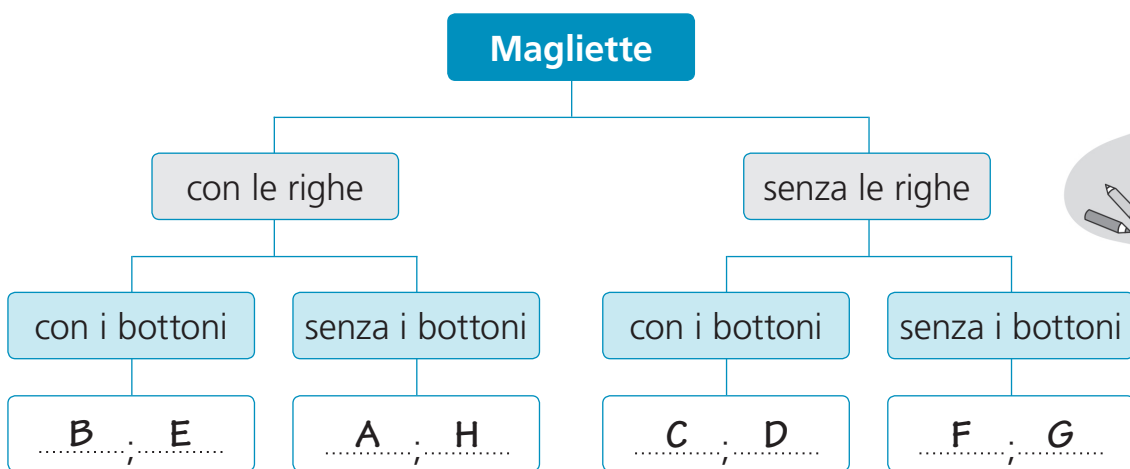 Magliette
con le righe senza le righe
con i bottoni senza i bottoni con i bottoni senza i bottoni
B ; E A ; H C ; D F ; G